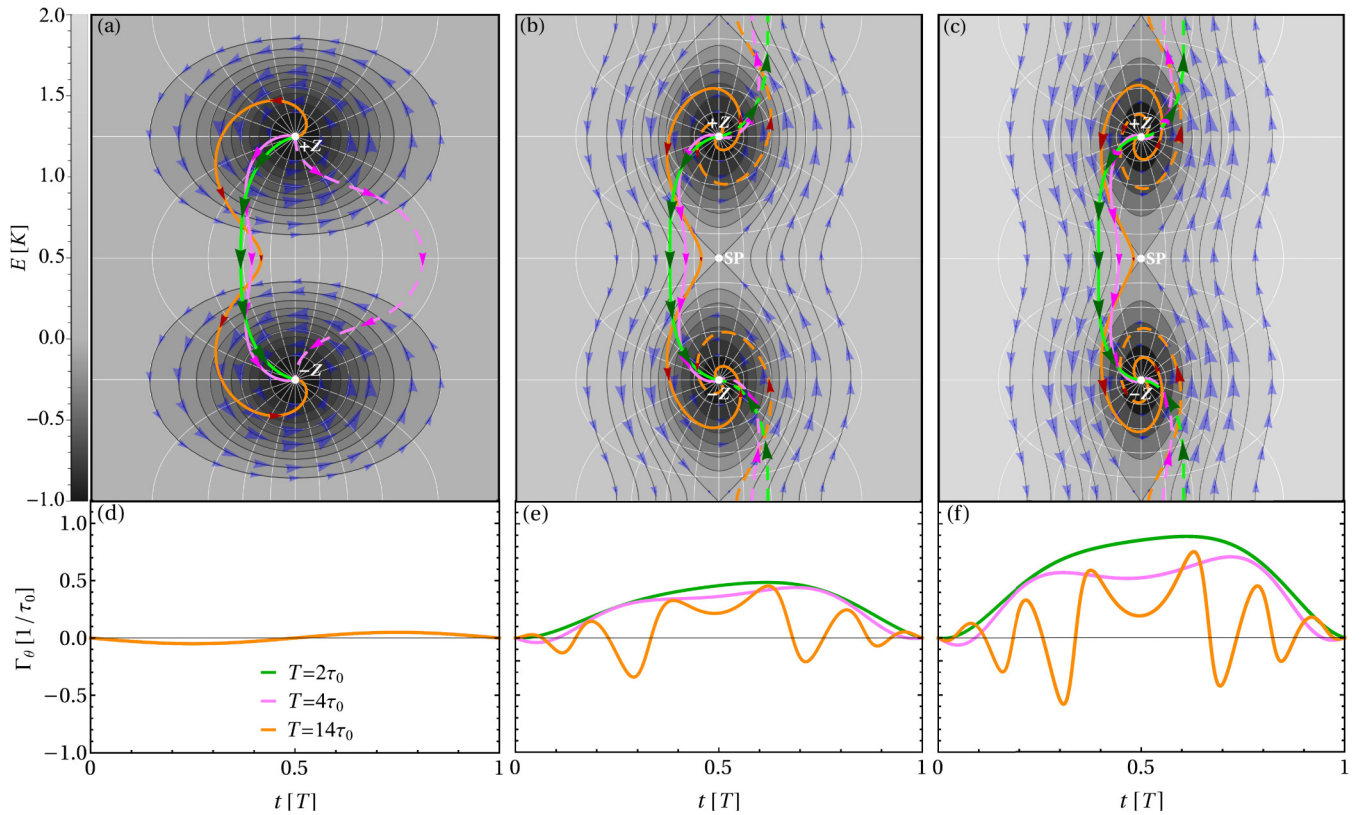 (a)
(b)
(c)
E [K]
2.0
1.5
1.0
0.5
0.0
−0.5
−1.0
+Z
−Z
+Z
SP
−Z
+Z
SP
−Z
(d)
(e)
(f)
Γθ [1/τ0]
1.0
0.5
0.0
−0.5
−1.0
T=2τ0
T=4τ0
T=14τ0
0 0.5 1
0 0.5 1
0 0.5 1
t [T]
t [T]
t [T]